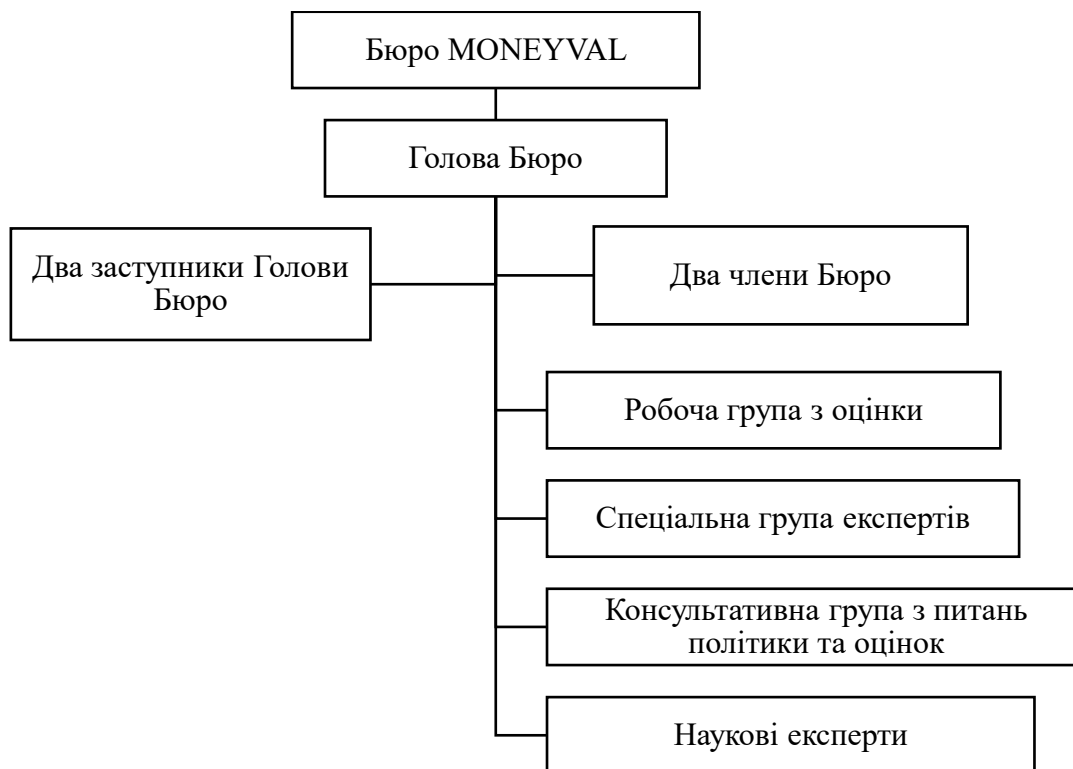 Бюро MONEYVAL
Голова Бюро
Два заступники Голови
Бюро
Два члени Бюро
Робоча група з оцінки
Спеціальна група експертів
Консультативна група з питань
політики та оцінок
Наукові експерти